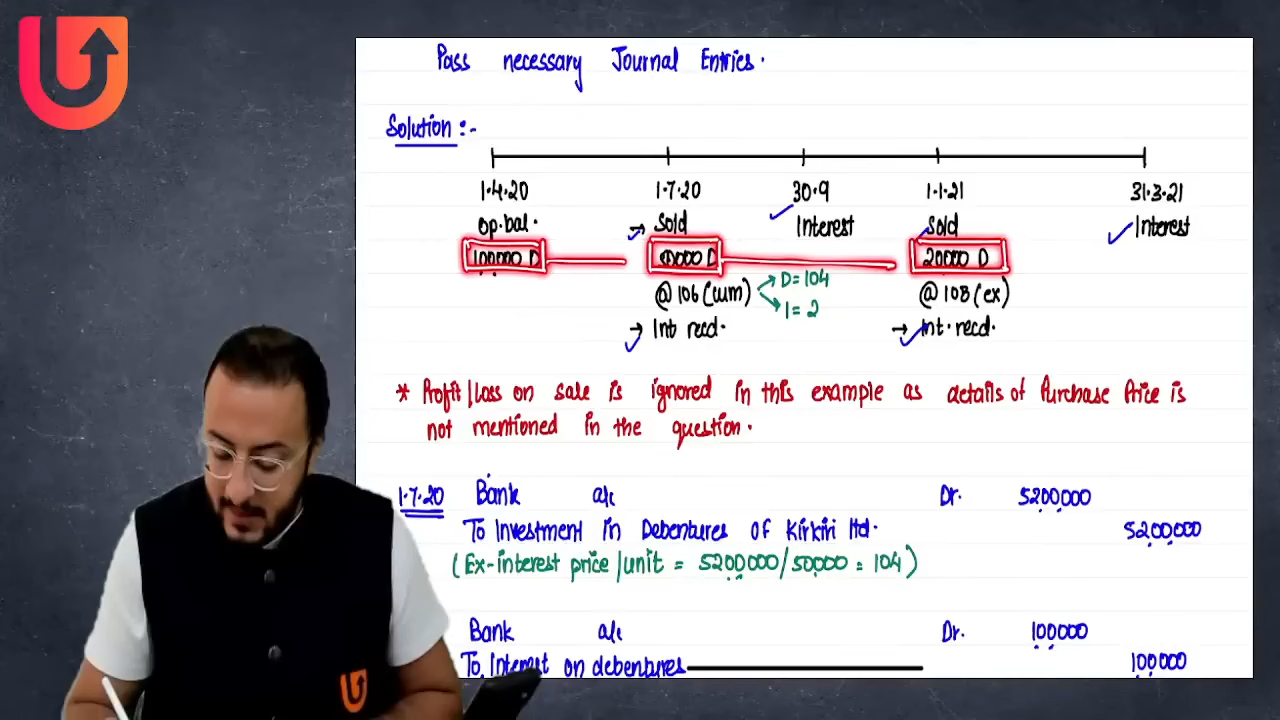 Pass necessary Journal Entries.
Solution :-
1.4.20 1.7.20 30.9 1.1.21 31.3.21
Op.bal. → Sold Interest Sold Interest
100000 D 20000 D
@ 106 (cum) D = 104 @ 108 (ex)
I = 2
→ Int recd. → Int. recd.
* Profit/Loss on sale is ignored in this example as details of Purchase Price is
not mentioned in the question.
1.7.20 Bank a/c Dr. 5200000
To Investment in Debentures of Kirkiri ltd. 5200000
(Ex-interest price/unit = 5200000/50000 = 104)
Bank a/c Dr. 100000
To Interest on debentures 100000